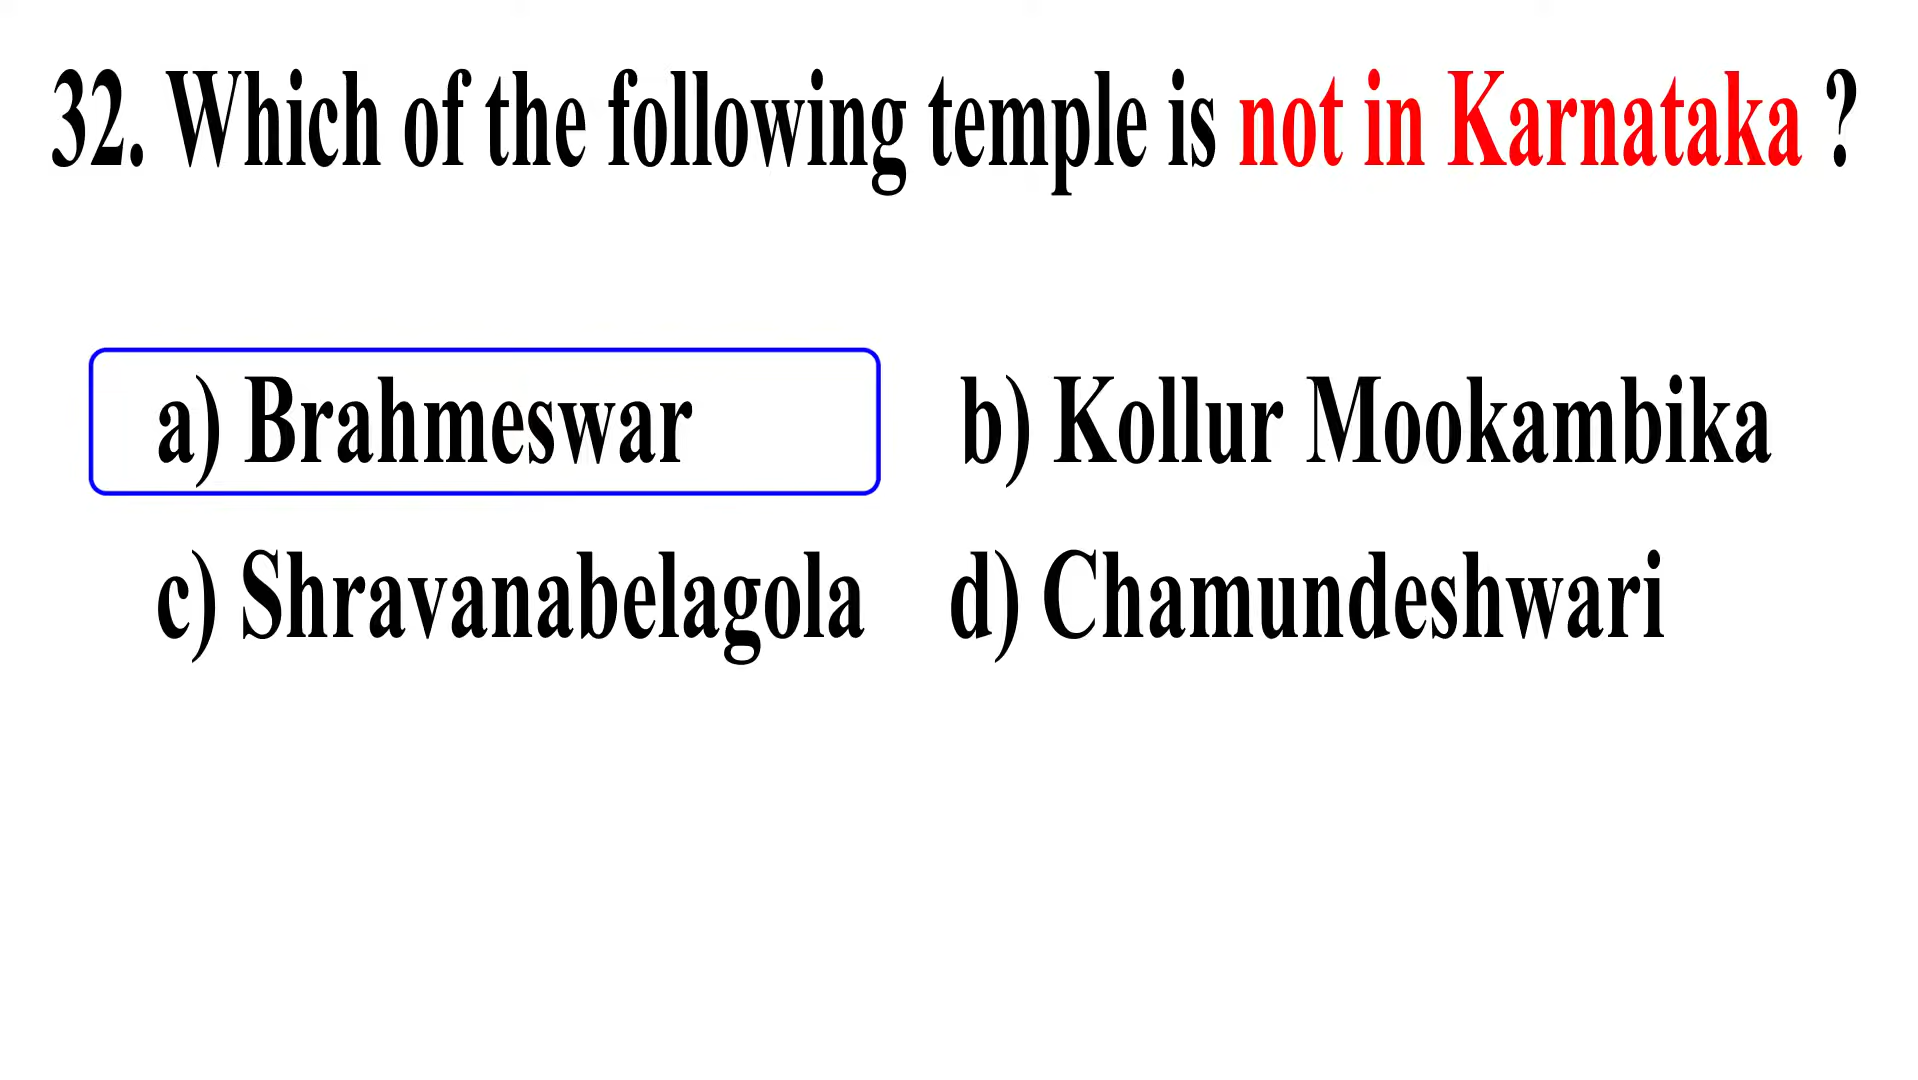 32. Which of the following temple is not in Karnataka ?
a) Brahmeswar b) Kollur Mookambika
c) Shravanabelagola d) Chamundeshwari